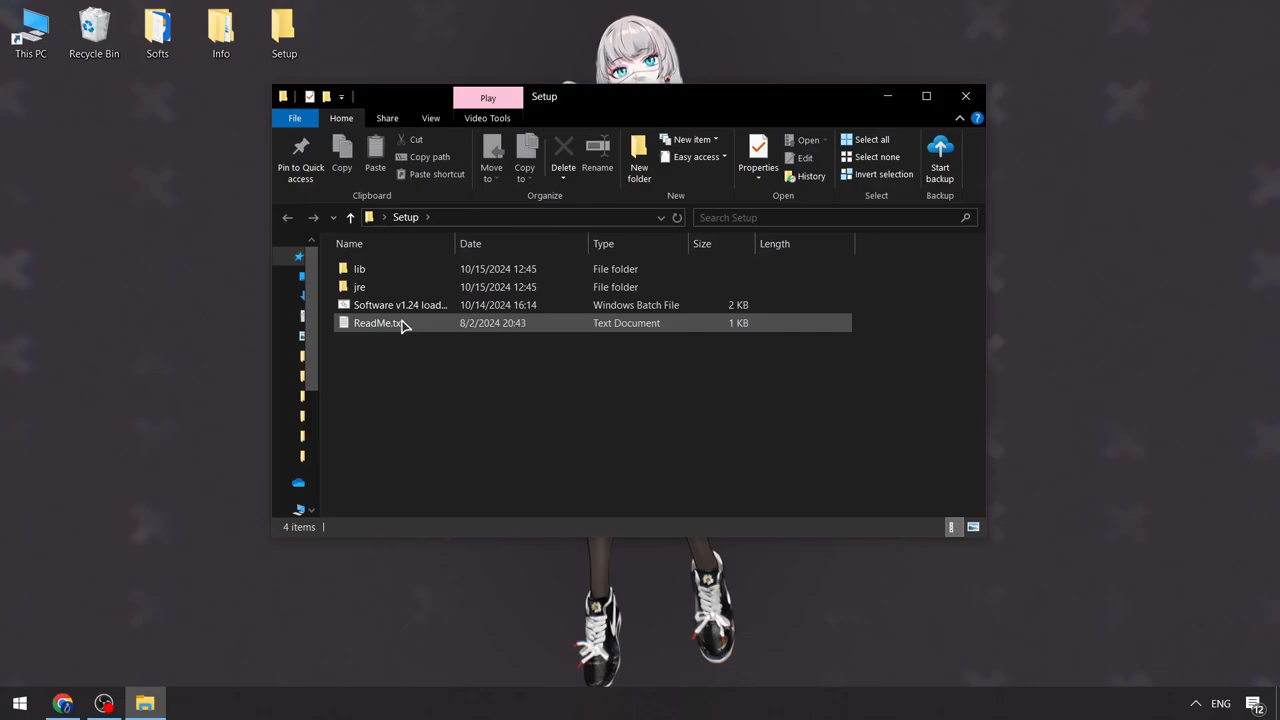 This PC
Recycle Bin
Softs
Info
Setup
Play
Setup
File
Home
Share
View
Video Tools
Pin to Quick access
Copy
Paste
Cut
Copy path
Paste shortcut
Clipboard
Move to
Copy to
Delete
Rename
Organize
New folder
New item
Easy access
New
Properties
Open
Edit
History
Open
Select all
Select none
Invert selection
Select
Start backup
Backup
Setup
Search Setup
Name Date Type Size Length
lib 10/15/2024 12:45 File folder
jre 10/15/2024 12:45 File folder
Software v1.24 load... 10/14/2024 16:14 Windows Batch File 2 KB
ReadMe.txt 8/2/2024 20:43 Text Document 1 KB
4 items
ENG
12